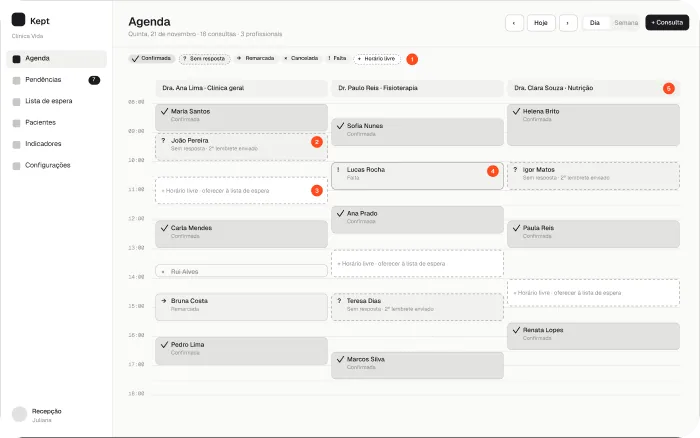 Kept
Clínica Vida
Agenda
Pendências
7
Lista de espera
Pacientes
Indicadores
Configurações
Recepção
Juliana
Agenda
Quinta, 21 de novembro · 18 consultas · 3 profissionais
‹
Hoje
›
Dia
Semana
+ Consulta
✓ Confirmada
? Sem resposta
→ Remarcada
× Cancelada
! Falta
+ Horário livre
1
Dra. Ana Lima · Clínica geral
Dr. Paulo Reis · Fisioterapia
Dra. Clara Souza · Nutrição
5
08:00
09:00
10:00
11:00
12:00
13:00
14:00
15:00
16:00
17:00
18:00
✓ Maria Santos
Confirmada
? João Pereira
Sem resposta · 2º lembrete enviado
2
+ Horário livre · oferecer à lista de espera
3
✓ Carla Mendes
Confirmada
Rui Alves
→ Bruna Costa
Remarcada
✓ Pedro Lima
Confirmada
✓ Sofia Nunes
Confirmada
! Lucas Rocha
Falta
4
✓ Ana Prado
Confirmada
+ Horário livre · oferecer à lista de espera
? Teresa Dias
Sem resposta · 2º lembrete enviado
✓ Marcos Silva
Confirmada
✓ Helena Brito
Confirmada
? Igor Matos
Sem resposta · 2º lembrete enviado
✓ Paula Reis
Confirmada
+ Horário livre · oferecer à lista de espera
✓ Renata Lopes
Confirmada